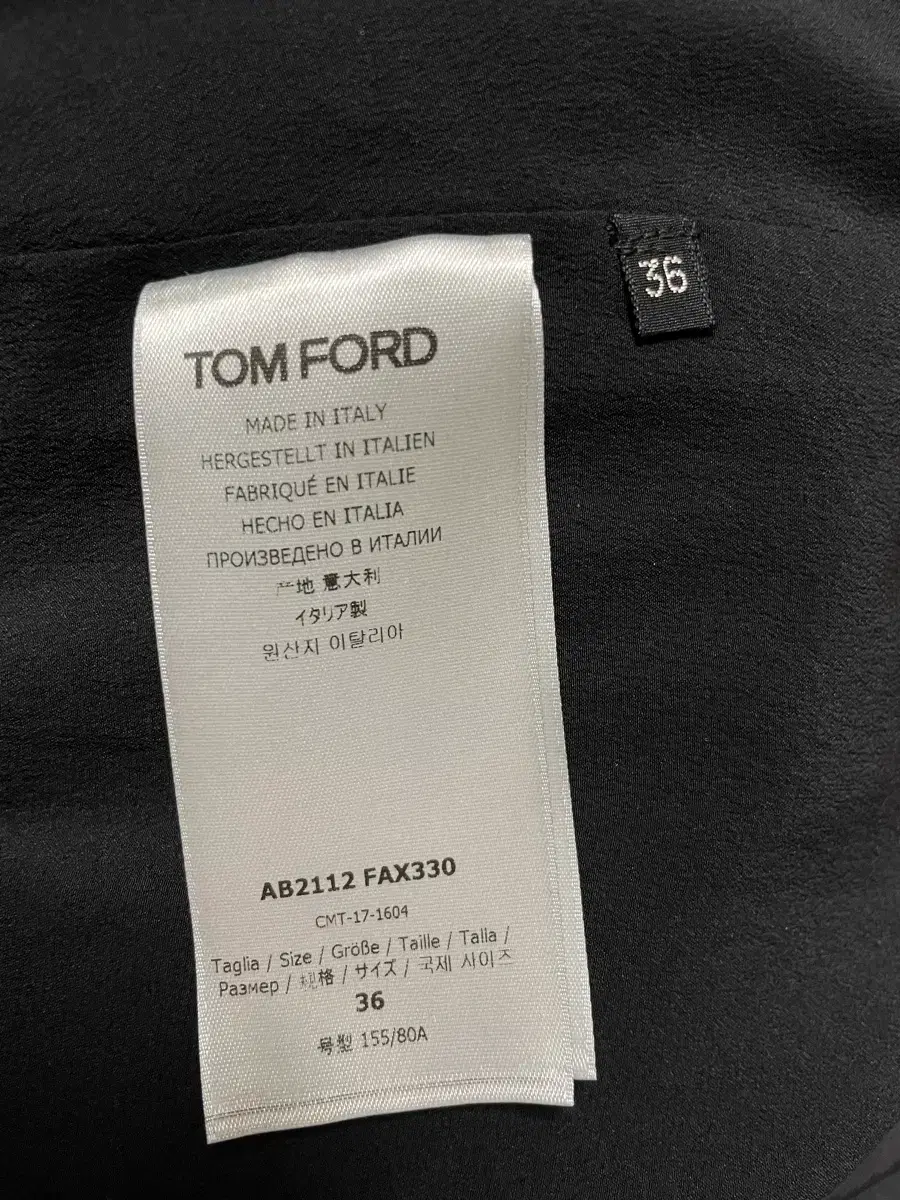 36
TOM FORD
MADE IN ITALY
HERGESTELLT IN ITALIEN
FABRIQUÉ EN ITALIE
HECHO EN ITALIA
ПРОИЗВЕДЕНО В ИТАЛИИ
产地 意大利
イタリア製
원산지 이탈리아
AB2112 FAX330
CMT-17-1604
Taglia / Size / Größe / Taille / Talla /
Размер / 规格 / サイズ / 국제 사이즈
36
号型 155/80A